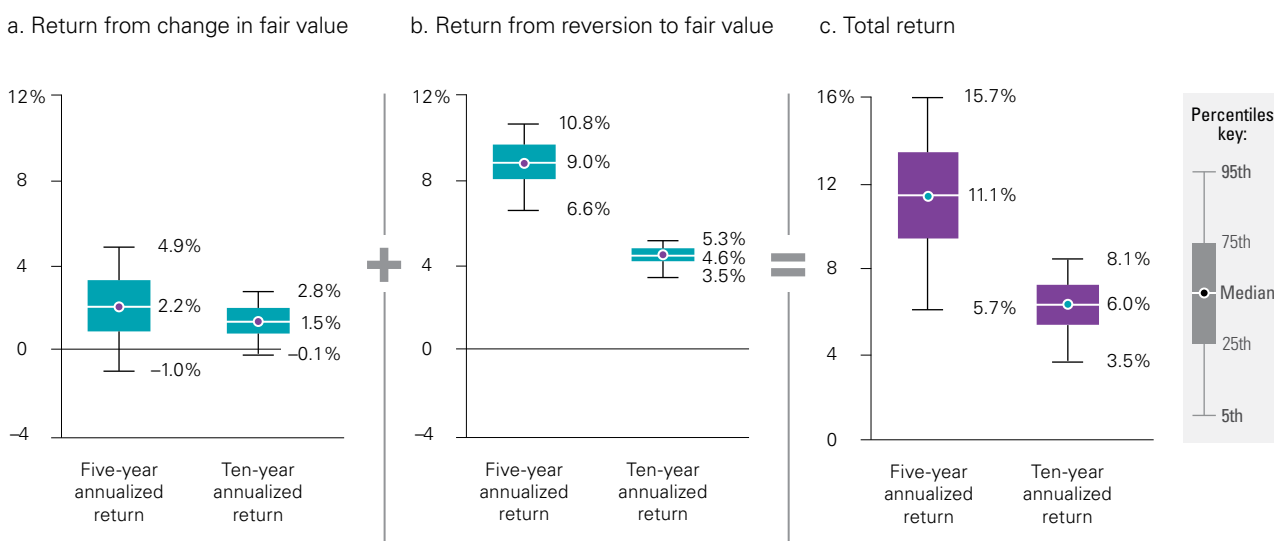 a. Return from change in fair value
12%
8
4
0
–4
4.9%
2.2%
–1.0%
2.8%
1.5%
–0.1%
Five-year
annualized
return
Ten-year
annualized
return
b. Return from reversion to fair value
12%
8
4
0
–4
10.8%
9.0%
6.6%
5.3%
4.6%
3.5%
Five-year
annualized
return
Ten-year
annualized
return
c. Total return
16%
12
8
4
0
15.7%
11.1%
5.7%
8.1%
6.0%
3.5%
Five-year
annualized
return
Ten-year
annualized
return
Percentiles
key:
95th
75th
Median
25th
5th